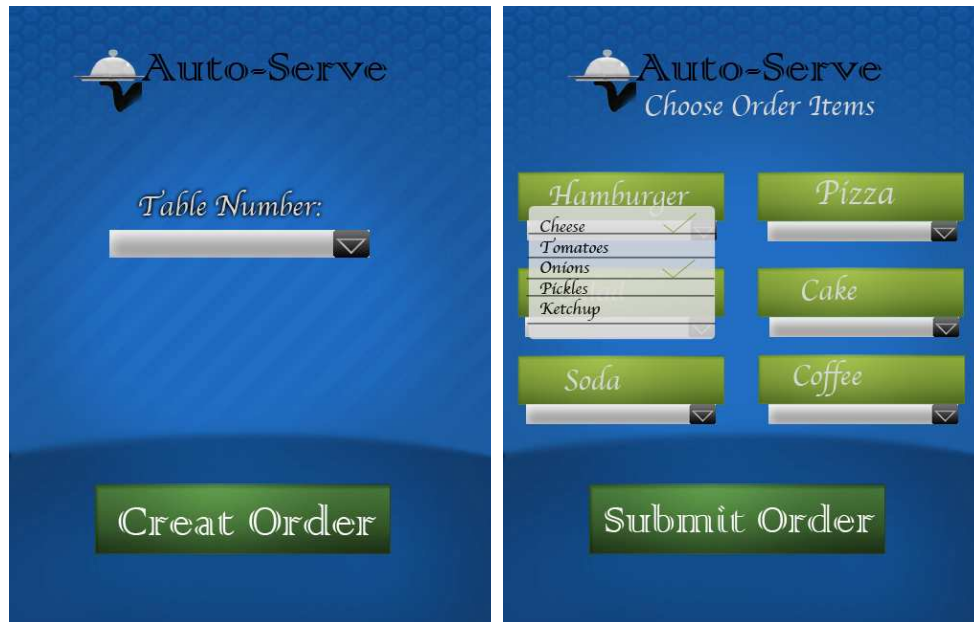 Auto-Serve
Table Number:
Creat Order
Auto-Serve
Choose Order Items
Hamburger
Pizza
Cheese
Tomatoes
Onions
Pickles
Ketchup
Cake
Soda
Coffee
Submit Order